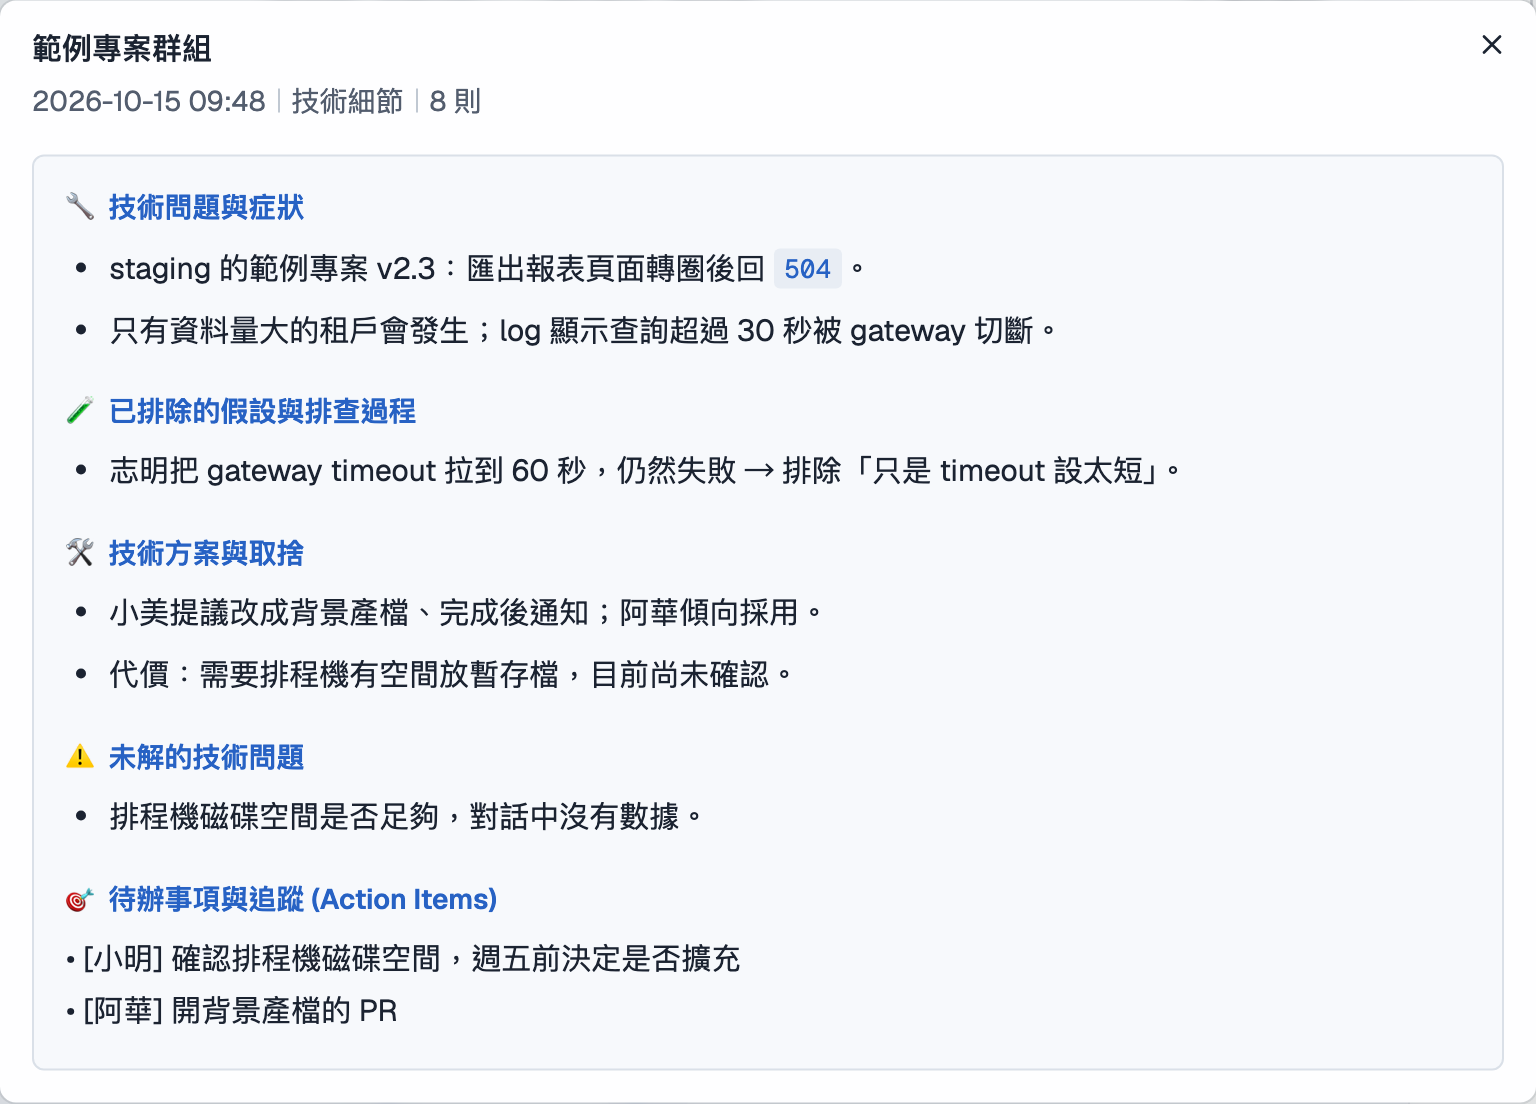 範例專案群組
2026-10-15 09:48 | 技術細節 | 8 則
🔧 技術問題與症狀
• staging 的範例專案 v2.3：匯出報表頁面轉圈後回 504。
• 只有資料量大的租戶會發生；log 顯示查詢超過 30 秒被 gateway 切斷。
🧪 已排除的假設與排查過程
• 志明把 gateway timeout 拉到 60 秒，仍然失敗 → 排除「只是 timeout 設太短」。
🛠 技術方案與取捨
• 小美提議改成背景產檔、完成後通知；阿華傾向採用。
• 代價：需要排程機有空間放暫存檔，目前尚未確認。
⚠️ 未解的技術問題
• 排程機磁碟空間是否足夠，對話中沒有數據。
🎯 待辦事項與追蹤 (Action Items)
• [小明] 確認排程機磁碟空間，週五前決定是否擴充
• [阿華] 開背景產檔的 PR